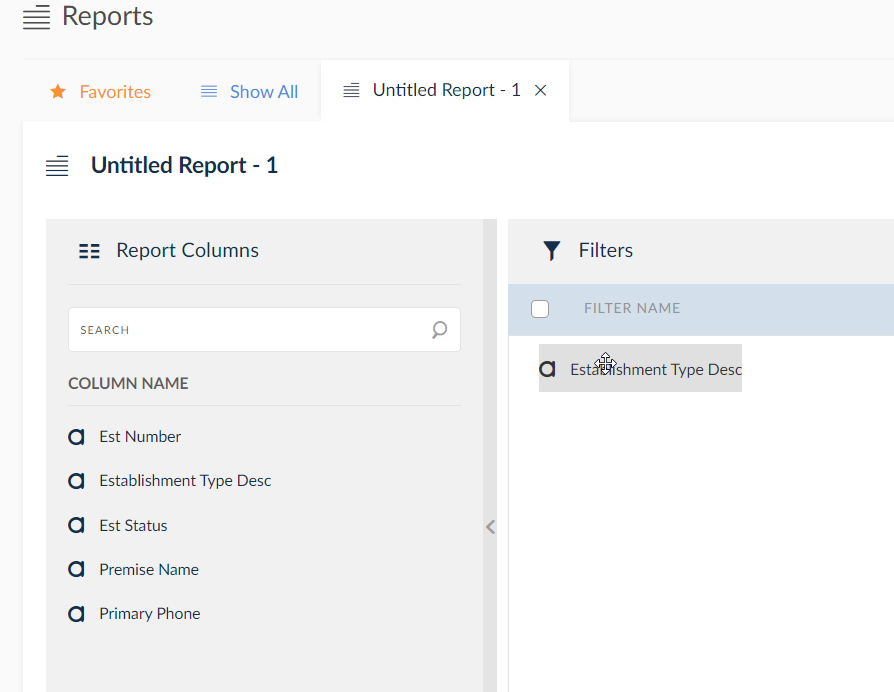 Reports
Favorites
Show All
Untitled Report - 1
Untitled Report - 1
Report Columns
SEARCH
COLUMN NAME
Est Number
Establishment Type Desc
Est Status
Premise Name
Primary Phone
Filters
FILTER NAME
Establishment Type Desc